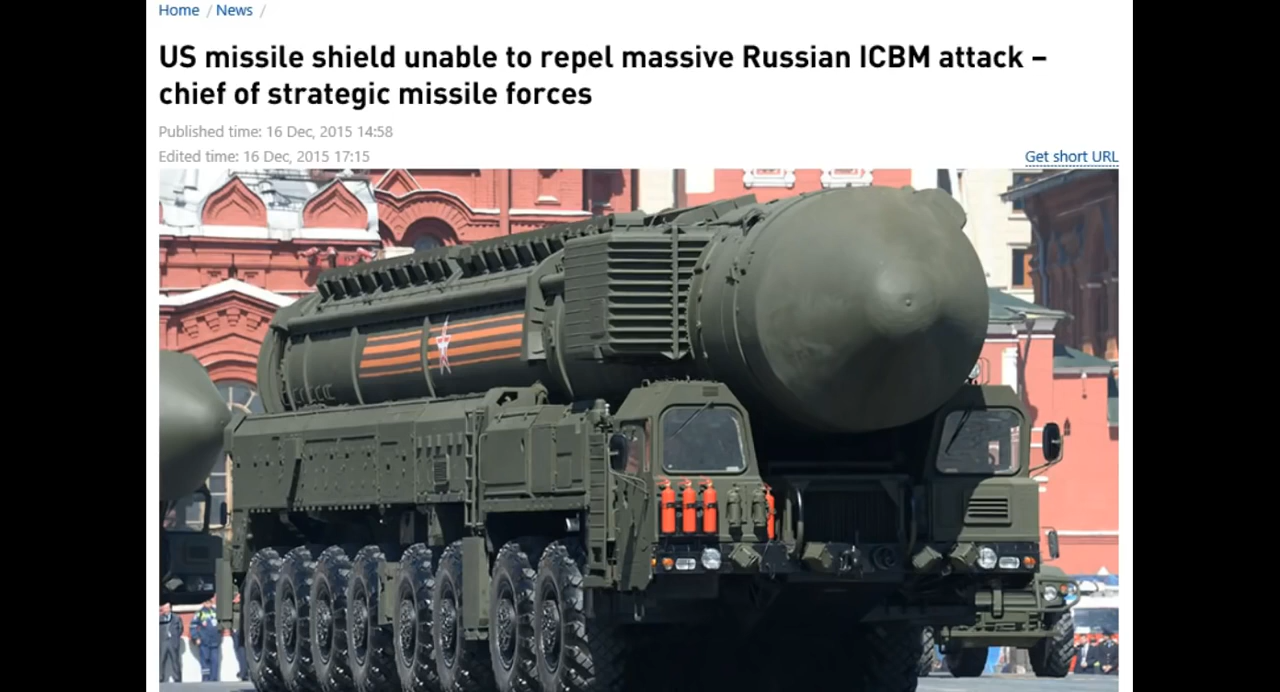 Home / News /
US missile shield unable to repel massive Russian ICBM attack –
chief of strategic missile forces
Published time: 16 Dec, 2015 14:58
Edited time: 16 Dec, 2015 17:15
Get short URL